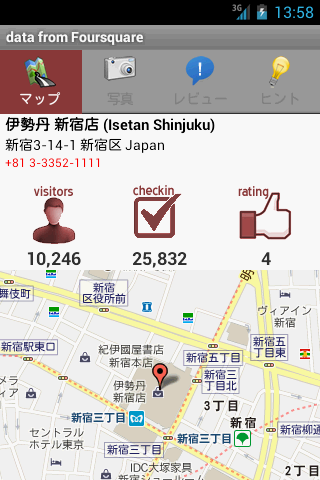 3G 13:58
data from Foursquare
マップ 写真 レビュー ヒント
伊勢丹 新宿店 (Isetan Shinjuku)
新宿3-14-1 新宿区 Japan
+81 3-3352-1111
visitors checkin rating
10,246 25,832 4
明
新宿
区役所前
舞伎町
ヴィアイン
新宿
新宿駅東口
紀伊國屋書店
新宿本店
新宿五丁目
新宿五
丁目東
メラ
ィア
伊勢丹
新宿店
新宿三
丁目北
3丁目
新宿三丁目
新宿
セントラル
ホテル東京
新宿三丁目
新宿柳通
IDC大塚家具
新宿ショールーム
2丁目